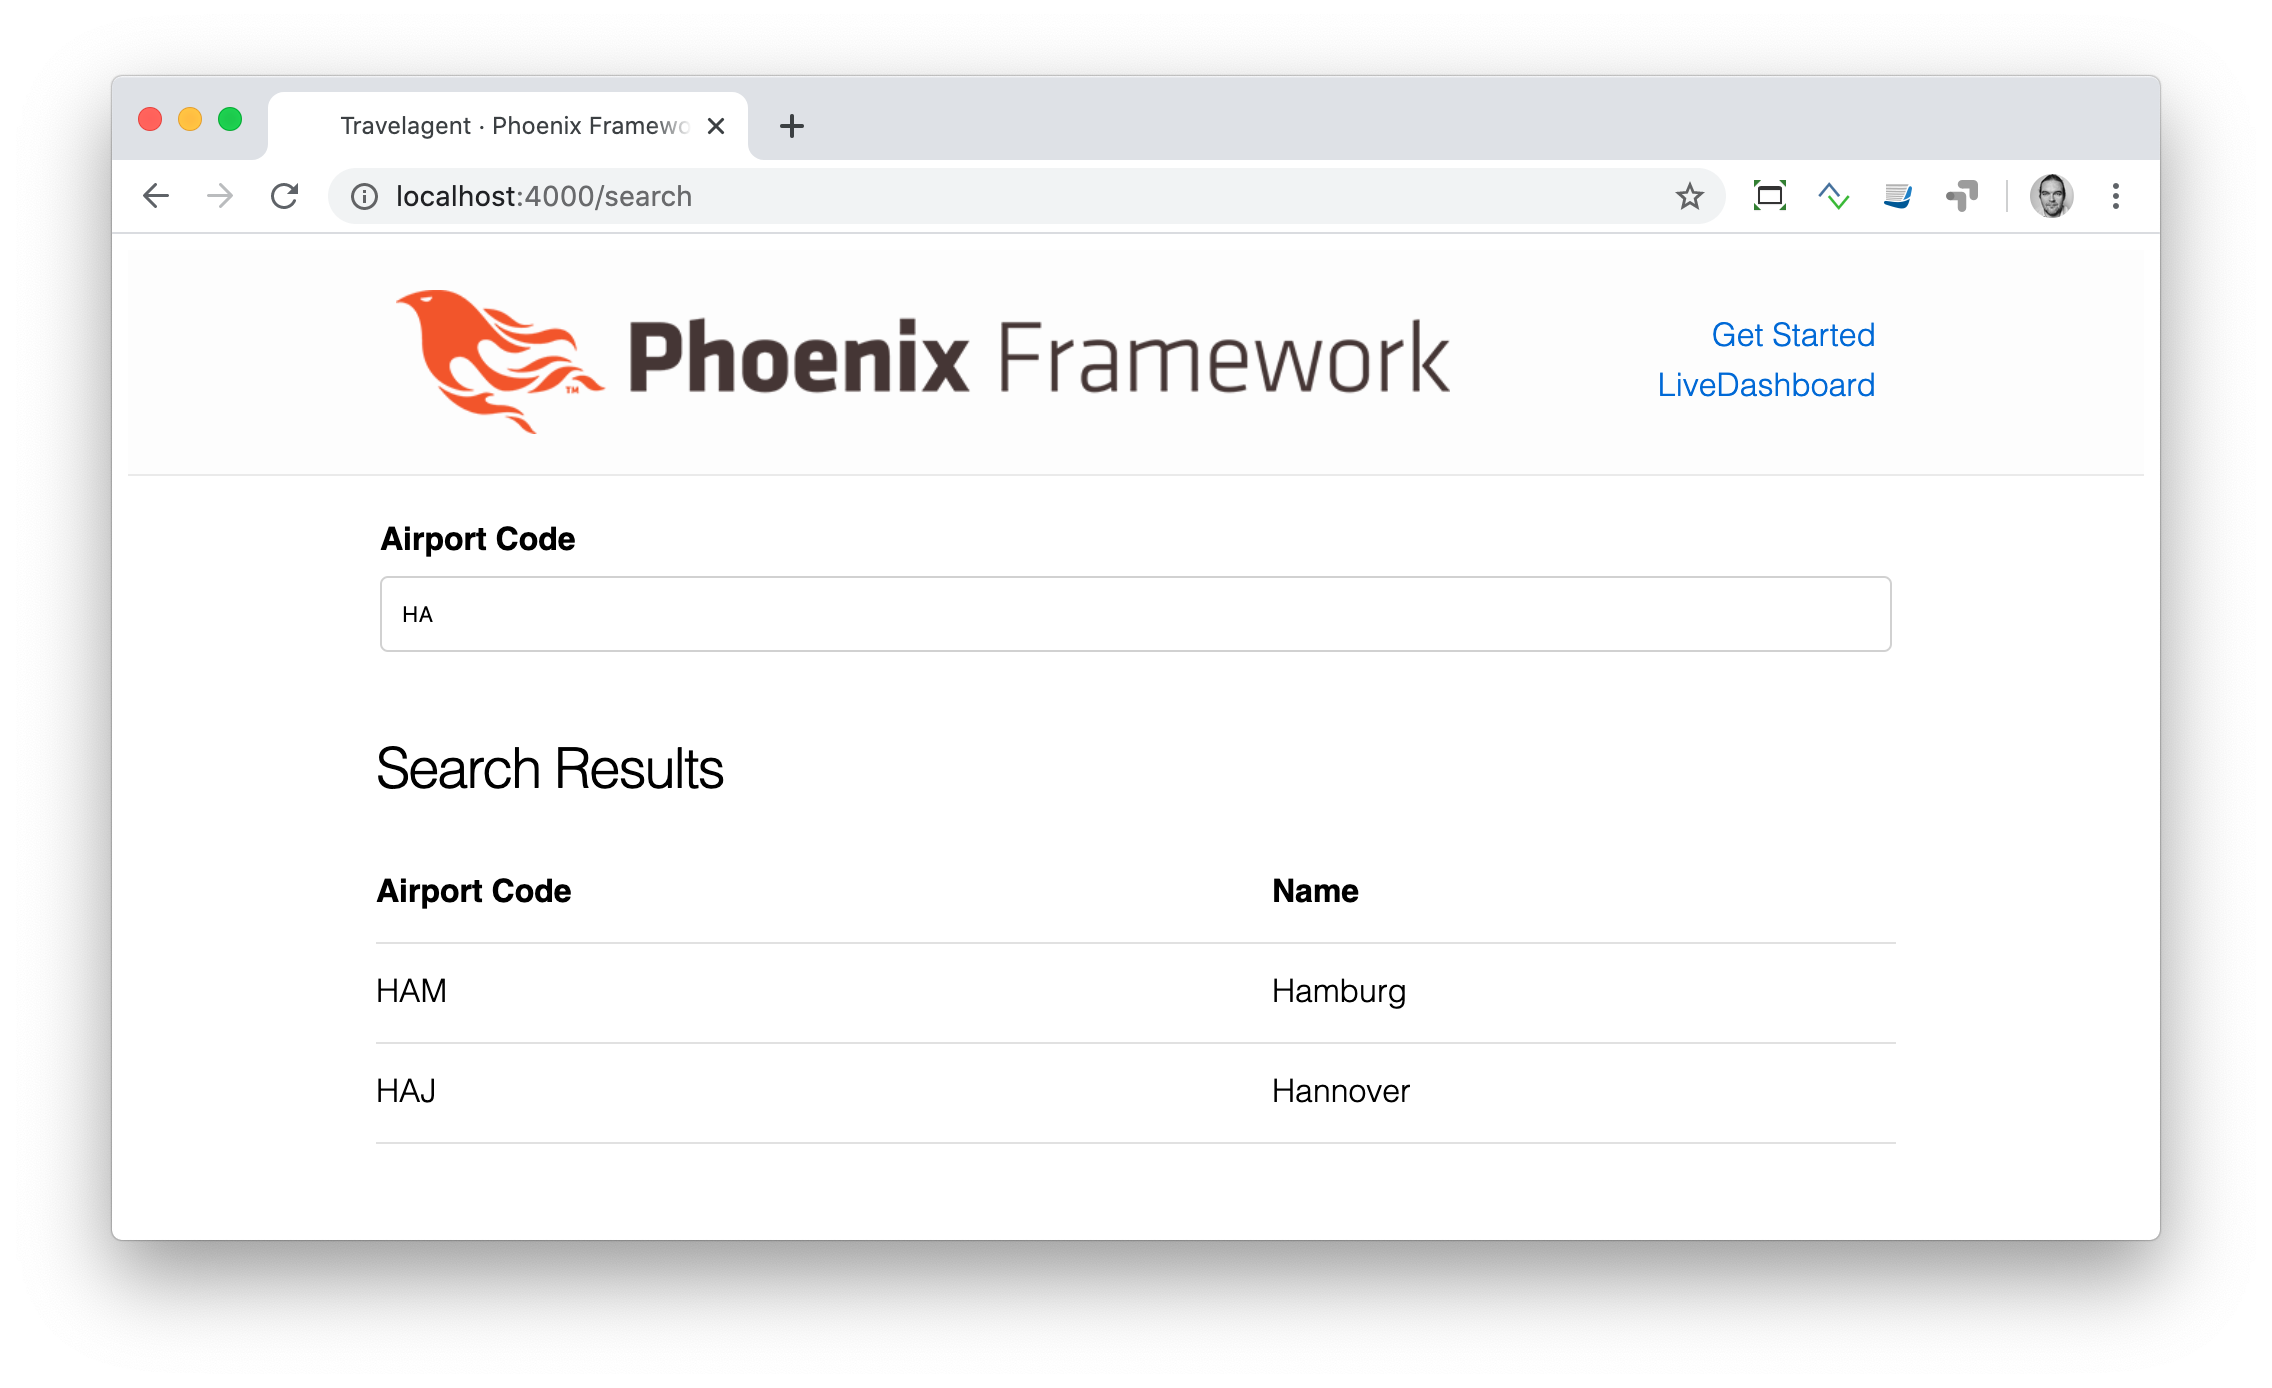 Travelagent · Phoenix Framewo
localhost:4000/search
Phoenix Framework
TM
Get Started
LiveDashboard
Airport Code
HA
Search Results
Airport Code Name
HAM Hamburg
HAJ Hannover